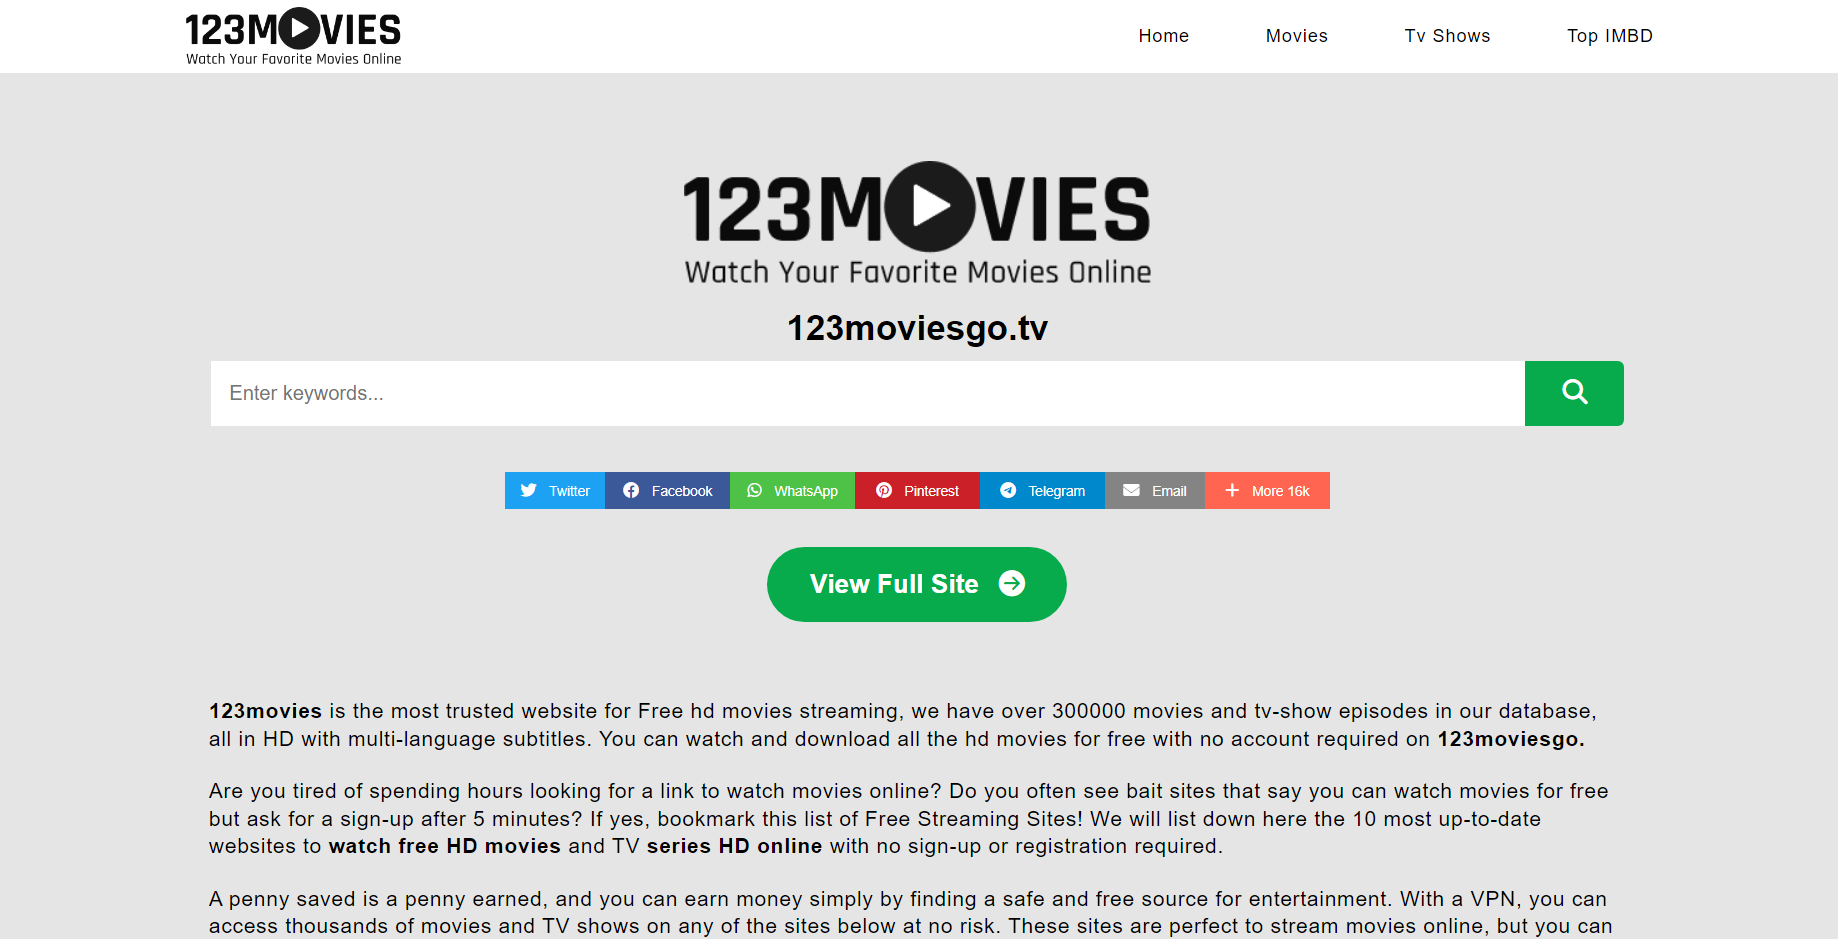 123MOVIES
Watch Your Favorite Movies Online
Home
Movies
Tv Shows
Top IMBD
123MOVIES
Watch Your Favorite Movies Online
123moviesgo.tv
Enter keywords...
Twitter
Facebook
WhatsApp
Pinterest
Telegram
Email
More 16k
View Full Site
123movies is the most trusted website for Free hd movies streaming, we have over 300000 movies and tv-show episodes in our database,
all in HD with multi-language subtitles. You can watch and download all the hd movies for free with no account required on 123moviesgo.
Are you tired of spending hours looking for a link to watch movies online? Do you often see bait sites that say you can watch movies for free
but ask for a sign-up after 5 minutes? If yes, bookmark this list of Free Streaming Sites! We will list down here the 10 most up-to-date
websites to watch free HD movies and TV series HD online with no sign-up or registration required.
A penny saved is a penny earned, and you can earn money simply by finding a safe and free source for entertainment. With a VPN, you can
access thousands of movies and TV shows on any of the sites below at no risk. These sites are perfect to stream movies online, but you can